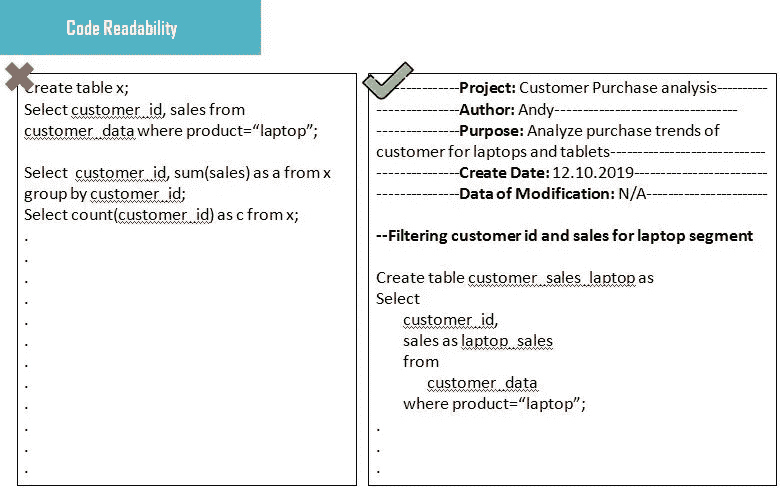 Code Readability
Create table x;
Select customer_id, sales from
customer_data where product=“laptop”;
Select  customer_id, sum(sales) as a from x
group by customer_id;
Select count(customer_id) as c from x;
.
.
.
.
.
.
.
.
.
.
.
.
---------------Project: Customer Purchase analysis----------
---------------Author: Andy---------------------------------
---------------Purpose: Analyze purchase trends of
customer for laptops and tablets----------------------------
---------------Create Date: 12.10.2019------------------------
---------------Data of Modification: N/A----------------------
--Filtering customer id and sales for laptop segment
Create table customer_sales_laptop as
Select
customer_id,
sales as laptop_sales
from
customer_data
where product=“laptop”;
.
.
.